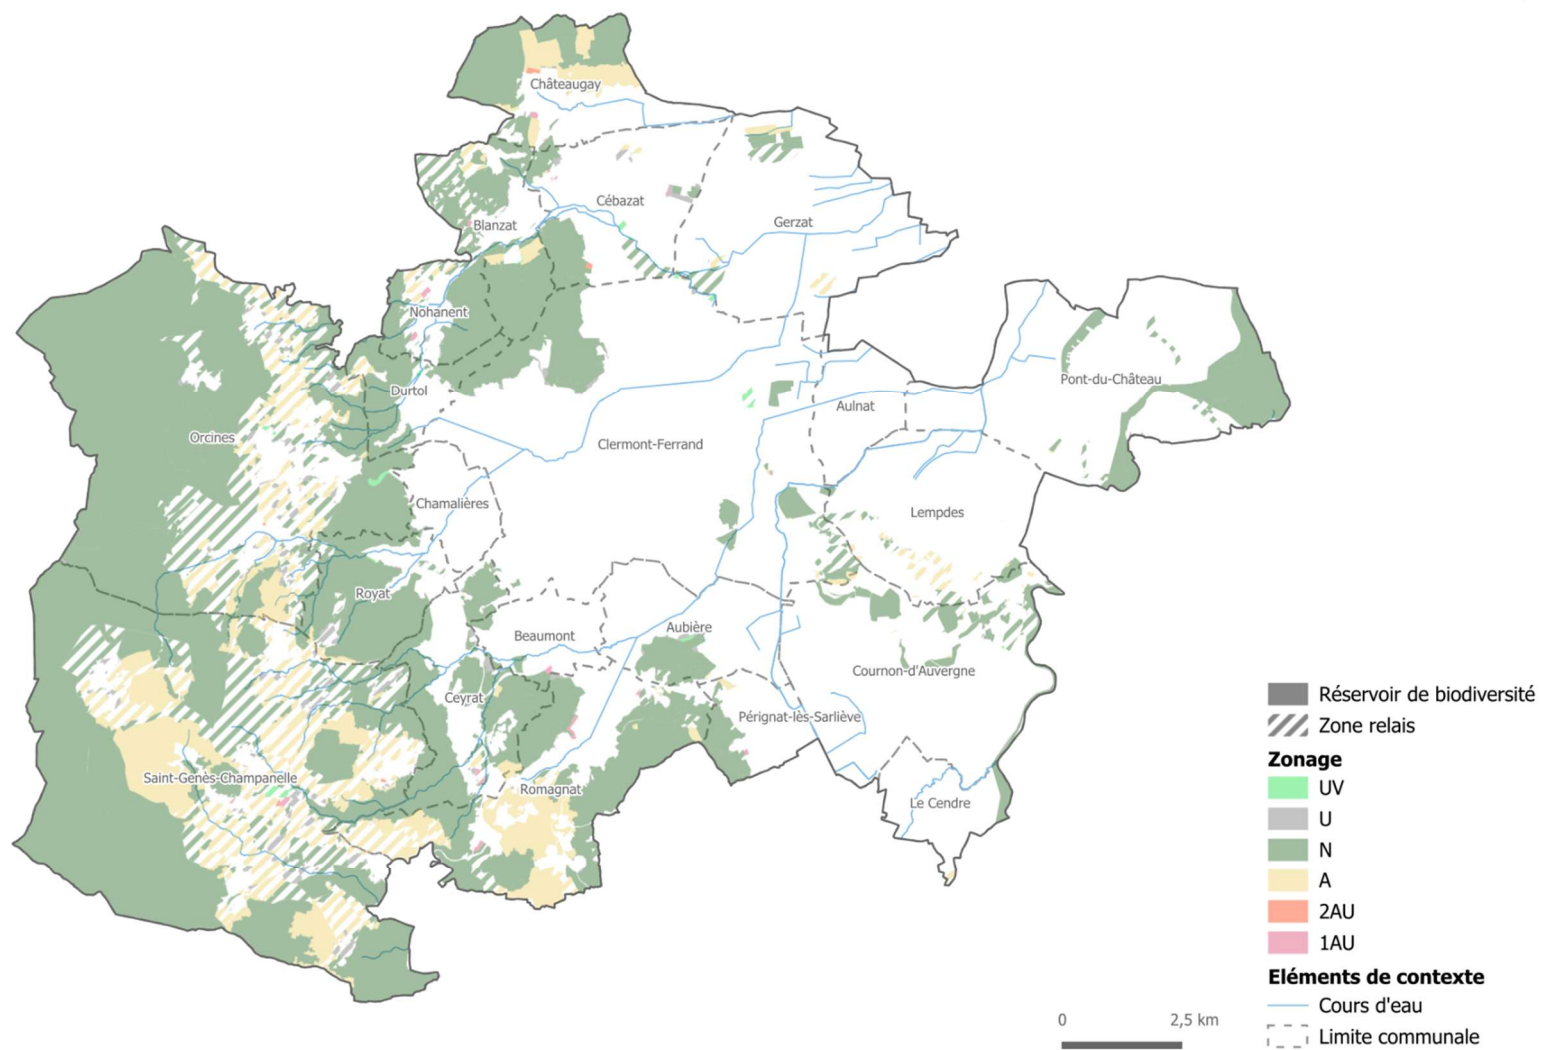 Châteaugay
Cébazat
Blanzat
Gerzat
Nohanent
Durtol
Pont-du-Château
Aulnat
Orcines
Clermont-Ferrand
Chamalières
Lempdes
Royat
Beaumont
Aubière
Cournon-d'Auvergne
Ceyrat
Pérignat-lès-Sarliève
Saint-Genès-Champanelle
Romagnat
Le Cendre
Réservoir de biodiversité
Zone relais
Zonage
UV
U
N
A
2AU
1AU
Eléments de contexte
Cours d'eau
Limite communale
0 2,5 km